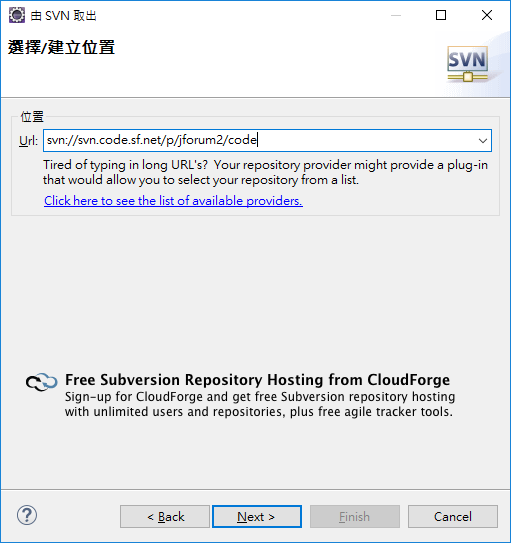 由 SVN 取出
選擇/建立位置
SVN
位置
Url: svn://svn.code.sf.net/p/jforum2/code
Tired of typing in long URL's? Your repository provider might provide a plug-in
that would allow you to select your repository from a list.
Click here to see the list of available providers.
Free Subversion Repository Hosting from CloudForge
Sign-up for CloudForge and get free Subversion repository hosting
with unlimited users and repositories, plus free agile tracker tools.
? < Back Next > Finish Cancel